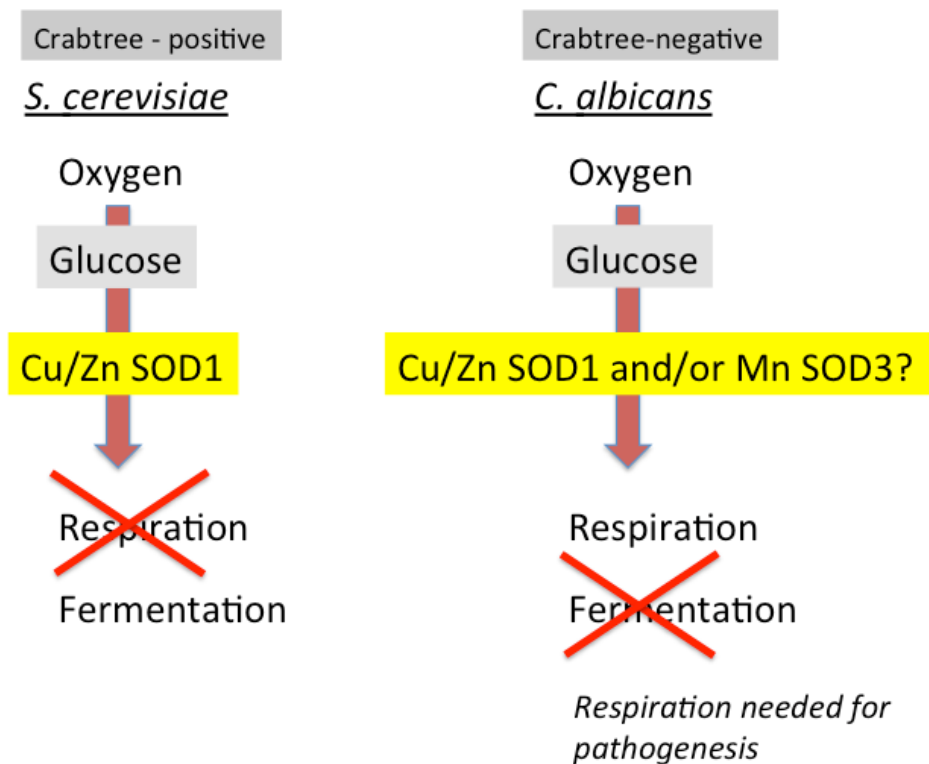 Crabtree - positive
S. cerevisiae
Oxygen
Glucose
Cu/Zn SOD1
Respiration
Fermentation
Crabtree-negative
C. albicans
Oxygen
Glucose
Cu/Zn SOD1 and/or Mn SOD3?
Respiration
Fermentation
Respiration needed for
pathogenesis